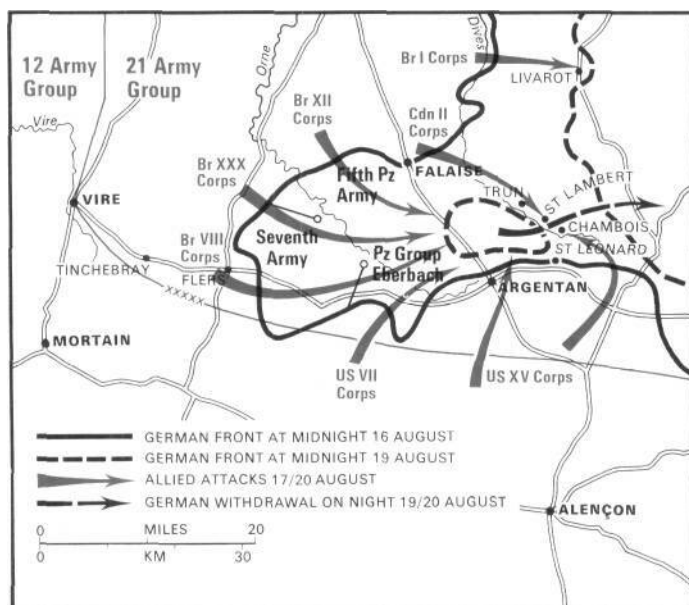 12 Army
Group
21 Army
Group
Vire
Orne
Dives
Br I Corps
LIVAROT
Br XII
Corps
Cdn II
Corps
Br XXX
Corps
Fifth Pz
Army
FALAISE
TRUN
ST LAMBERT
VIRE
CHAMBOIS
Br VIII
Corps
Seventh
Army
Pz Group
Eberbach
ST LEONARD
TINCHEBRAY
FLERS
XXXXX
ARGENTAN
MORTAIN
US VII
Corps
US XV Corps
GERMAN FRONT AT MIDNIGHT 16 AUGUST
GERMAN FRONT AT MIDNIGHT 19 AUGUST
ALLIED ATTACKS 17/20 AUGUST
GERMAN WITHDRAWAL ON NIGHT 19/20 AUGUST
ALENÇON
0 MILES 20
0 KM 30